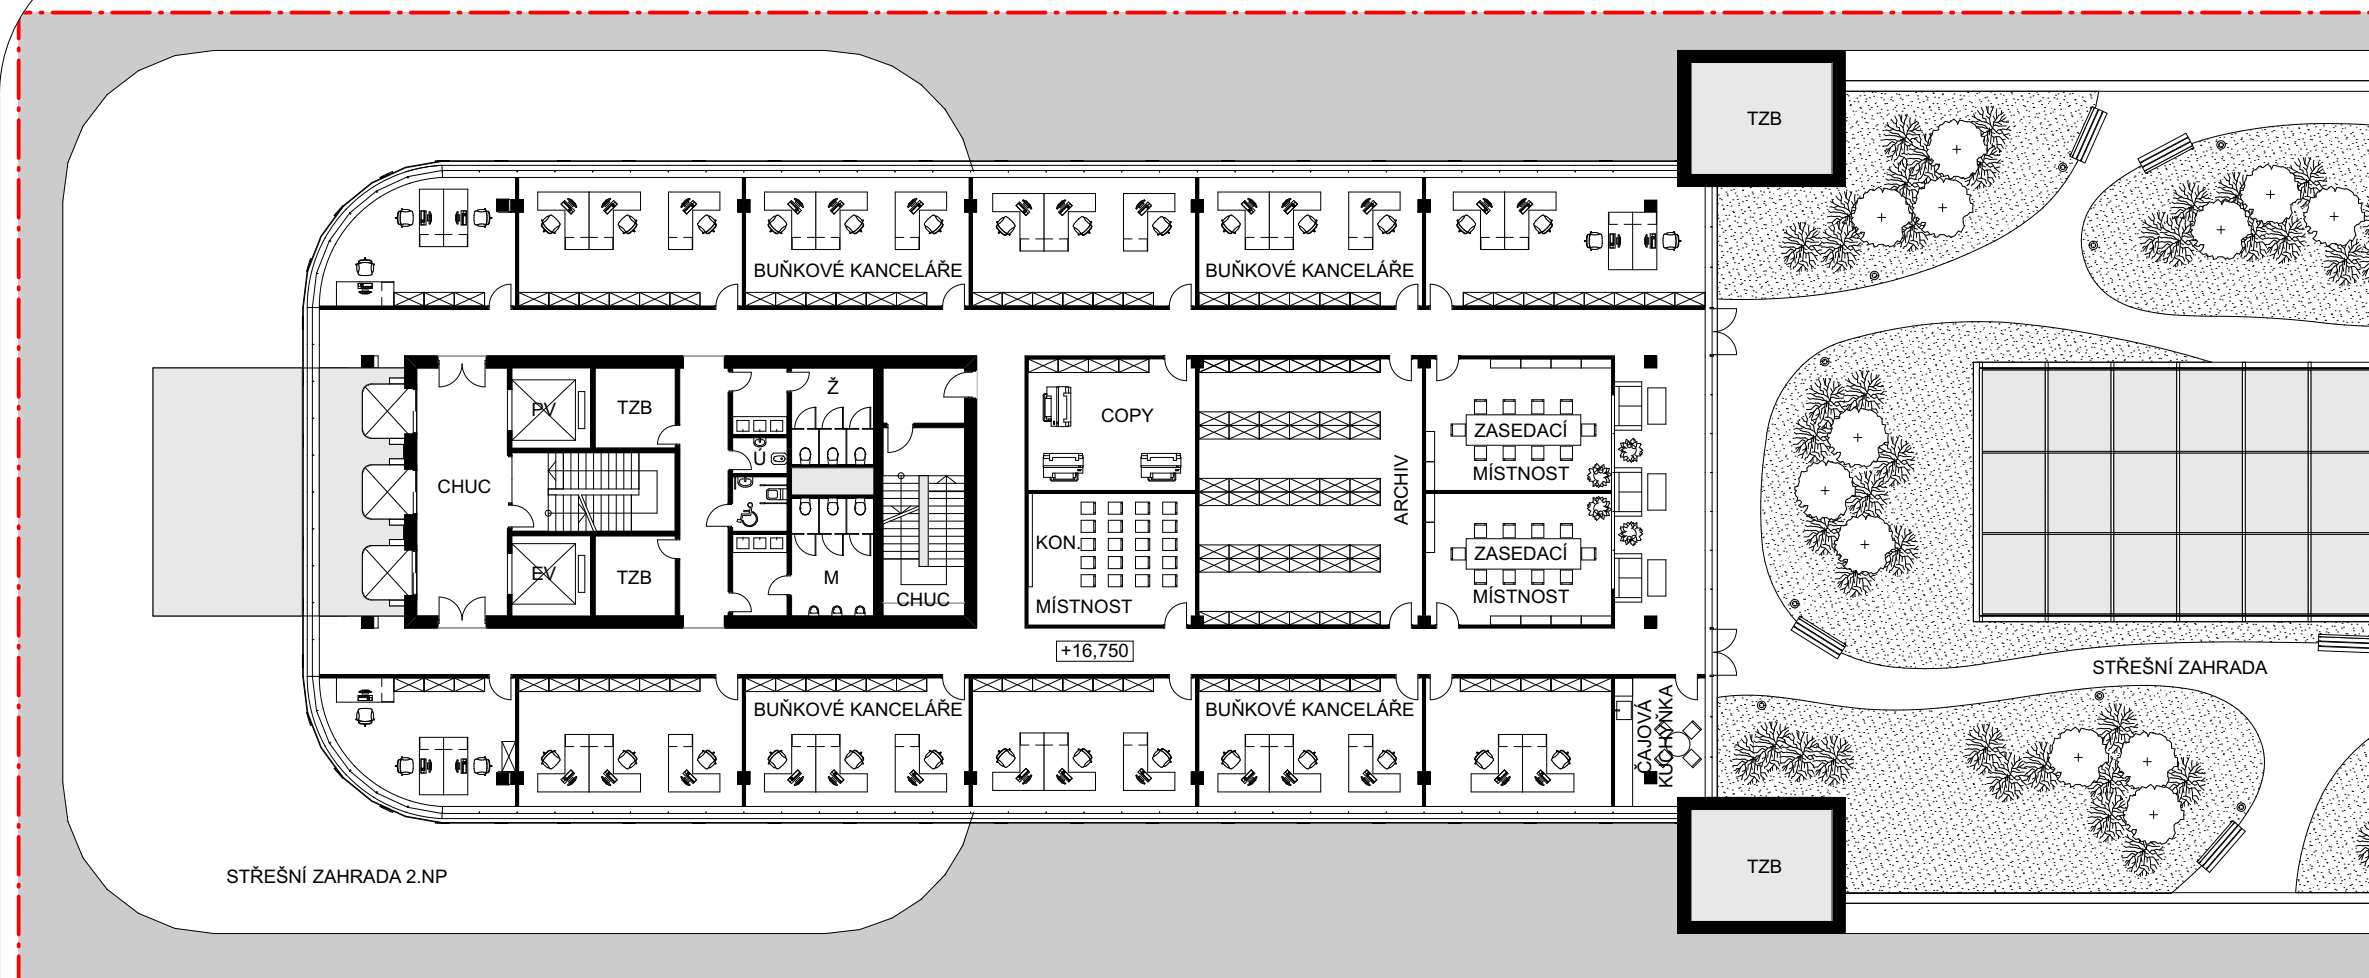 TZB
BUŇKOVÉ KANCELÁŘE
BUŇKOVÉ KANCELÁŘE
PV
TZB
Ž
COPY
ZASEDACÍ
MÍSTNOST
Ú
CHUC
ARCHIV
KON.
MÍSTNOST
ZASEDACÍ
MÍSTNOST
EV
TZB
M
CHUC
+16,750
STŘEŠNÍ ZAHRADA
BUŇKOVÉ KANCELÁŘE
BUŇKOVÉ KANCELÁŘE
ČAJOVÁ
KUCHYŇKA
TZB
STŘEŠNÍ ZAHRADA 2.NP